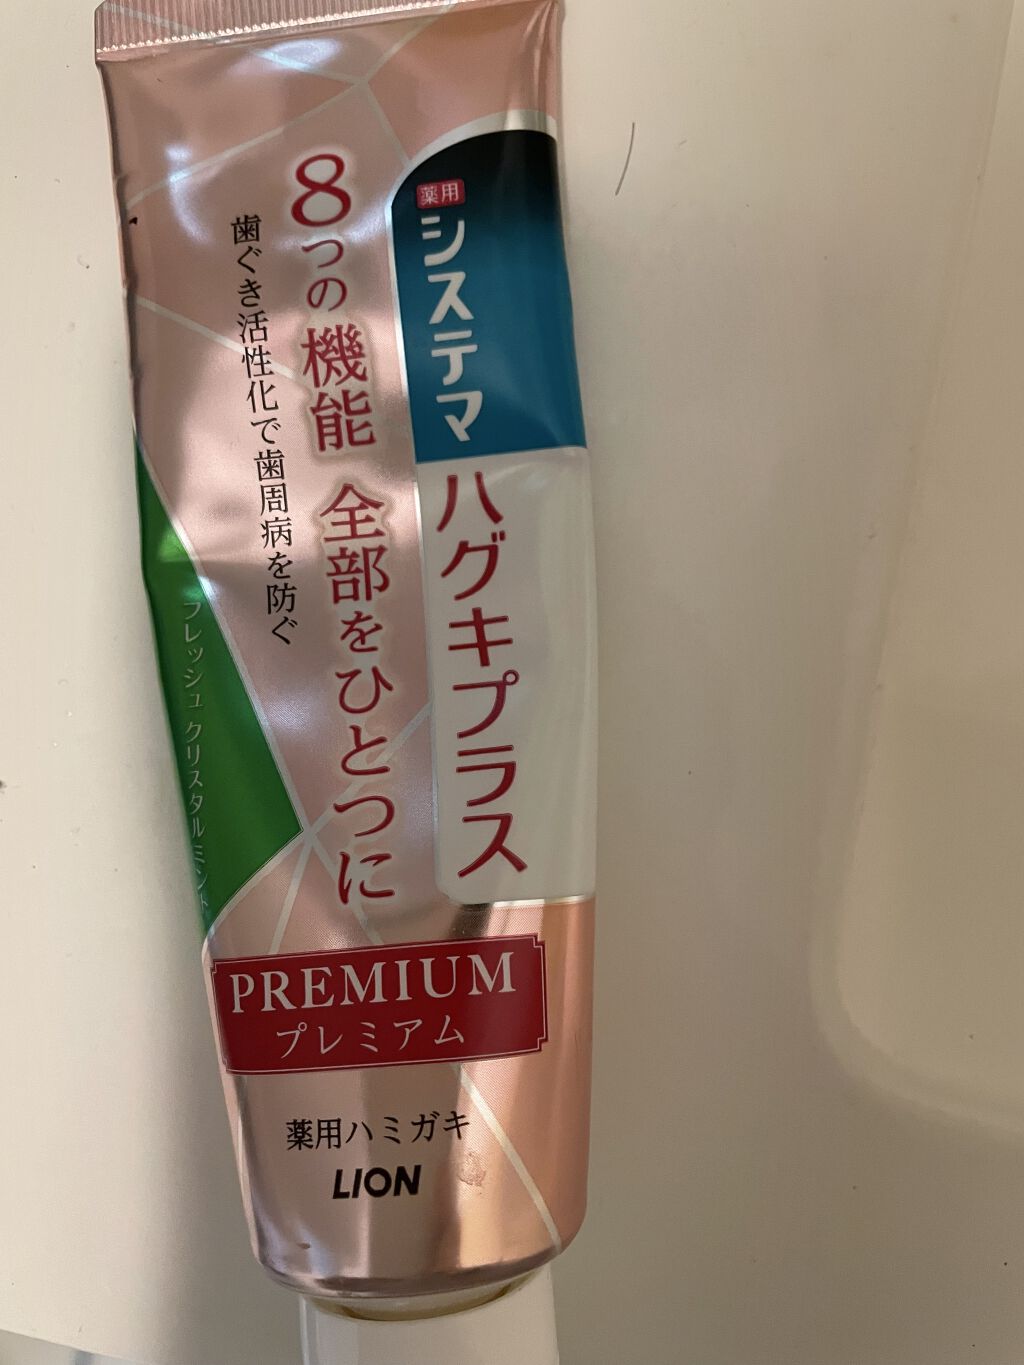 薬用
システマ
ハグキプラス
8つの機能 全部をひとつに
歯ぐき活性化で歯周病を防ぐ
フレッシュ クリスタル ミント
PREMIUM
プレミアム
薬用ハミガキ
LION